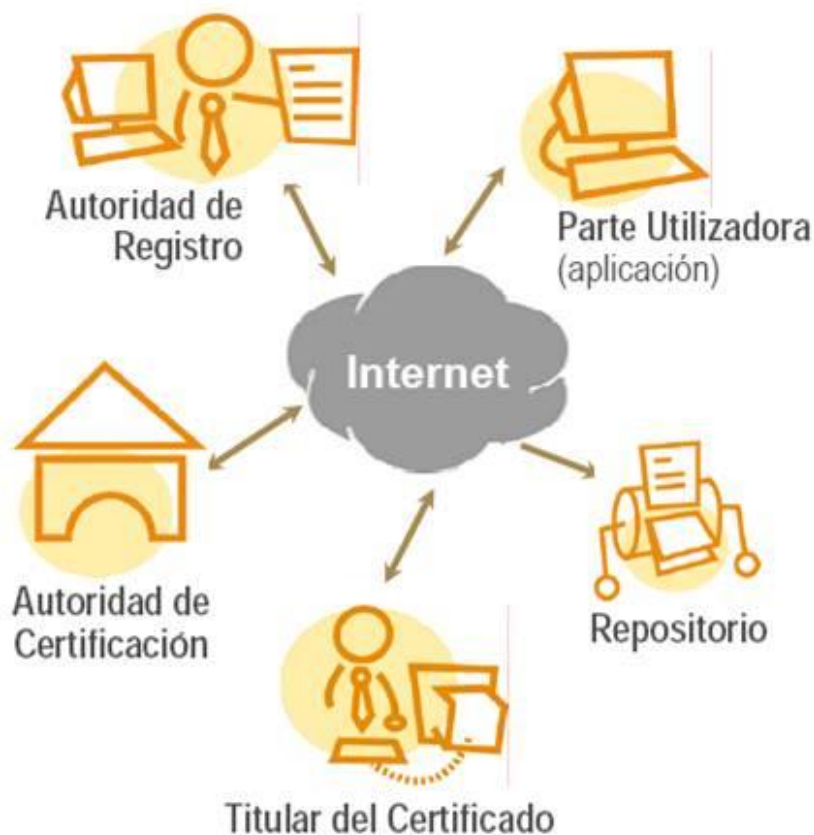 Autoridad de
Registro
Parte Utilizadora
(aplicación)
Internet
Autoridad de
Certificación
Repositorio
Titular del Certificado